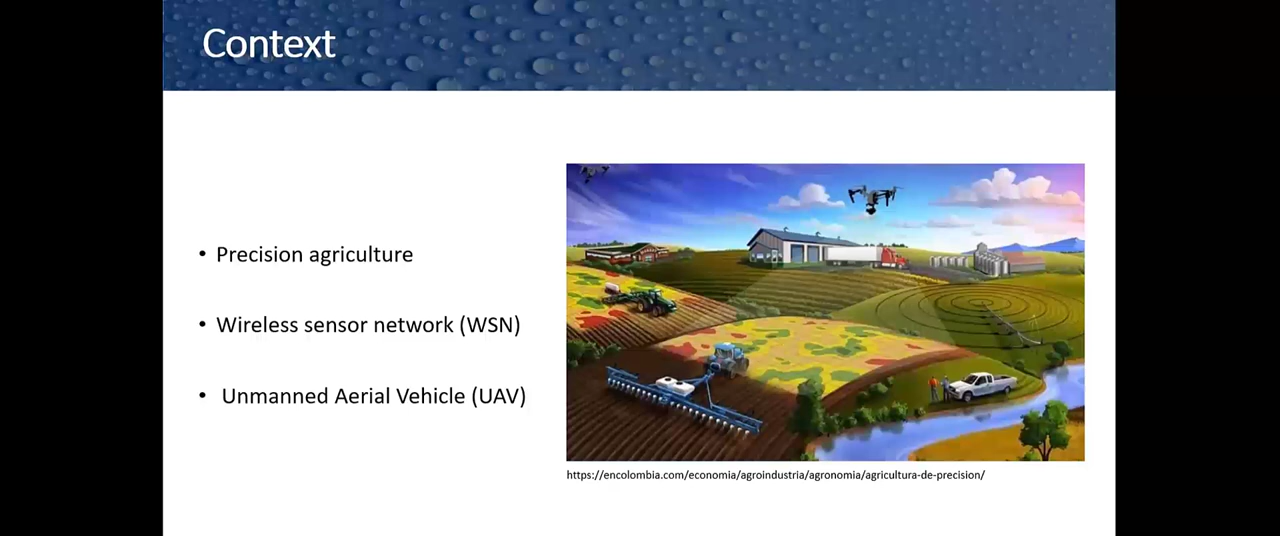 Context
• Precision agriculture
• Wireless sensor network (WSN)
• Unmanned Aerial Vehicle (UAV)
https://encolombia.com/economia/agroindustria/agronomia/agricultura-de-precision/